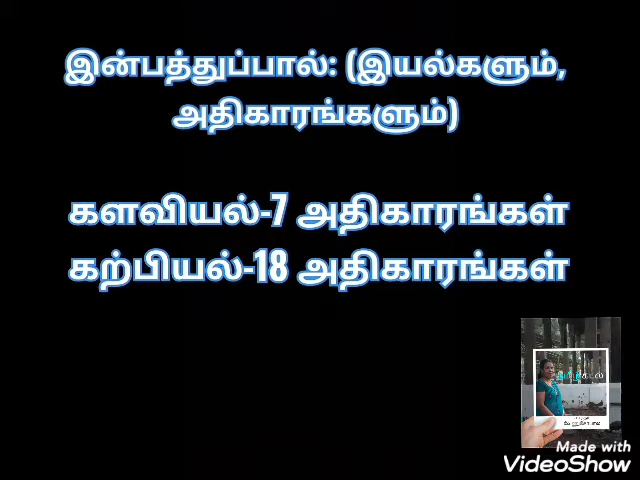 இன்பத்துப்பால்: (இயல்களும்,
அதிகாரங்களும்)
களவியல்-7 அதிகாரங்கள்
கற்பியல்-18 அதிகாரங்கள்
Made with
VideoShow